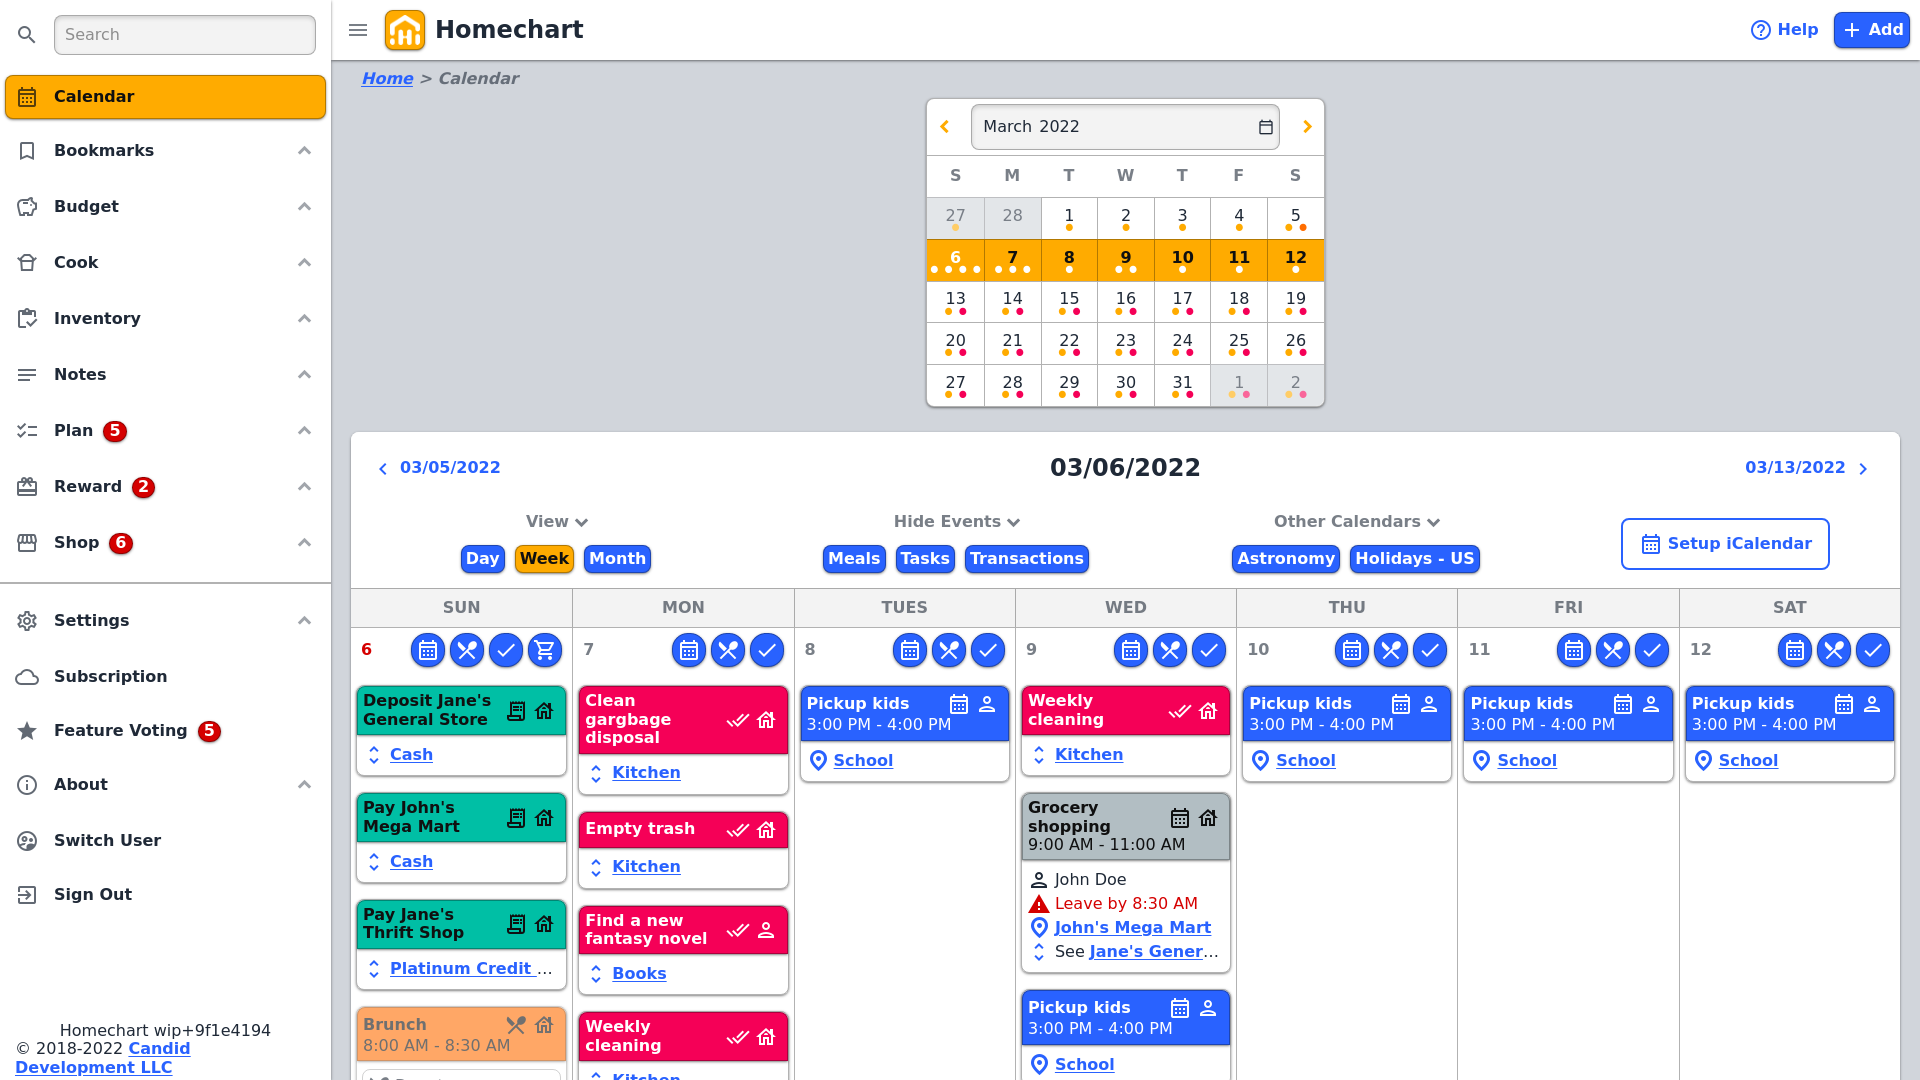 Search
Calendar
Bookmarks
Budget
Cook
Inventory
Notes
Plan 5
Reward 2
Shop 6
Settings
Subscription
Feature Voting 5
About
Switch User
Sign Out
Homechart wip+9f1e4194
© 2018-2022 Candid
Development LLC
Homechart
Help
Add
Home > Calendar
March 2022
S M T W T F S
27 28 1 2 3 4 5
6 7 8 9 10 11 12
13 14 15 16 17 18 19
20 21 22 23 24 25 26
27 28 29 30 31 1 2
03/05/2022
03/06/2022
03/13/2022
View
Day Week Month
Hide Events
Meals Tasks Transactions
Other Calendars
Astronomy Holidays - US
Setup iCalendar
SUN MON TUES WED THU FRI SAT
6
Deposit Jane's
General Store
Cash
Pay John's
Mega Mart
Cash
Pay Jane's
Thrift Shop
Platinum Credit ...
Brunch
8:00 AM - 8:30 AM
7
Clean
gargbage
disposal
Kitchen
Empty trash
Kitchen
Find a new
fantasy novel
Books
Weekly
cleaning
Kitchen
8
Pickup kids
3:00 PM - 4:00 PM
School
9
Weekly
cleaning
Kitchen
Grocery
shopping
9:00 AM - 11:00 AM
John Doe
Leave by 8:30 AM
John's Mega Mart
See Jane's Gener...
Pickup kids
3:00 PM - 4:00 PM
School
10
Pickup kids
3:00 PM - 4:00 PM
School
11
Pickup kids
3:00 PM - 4:00 PM
School
12
Pickup kids
3:00 PM - 4:00 PM
School